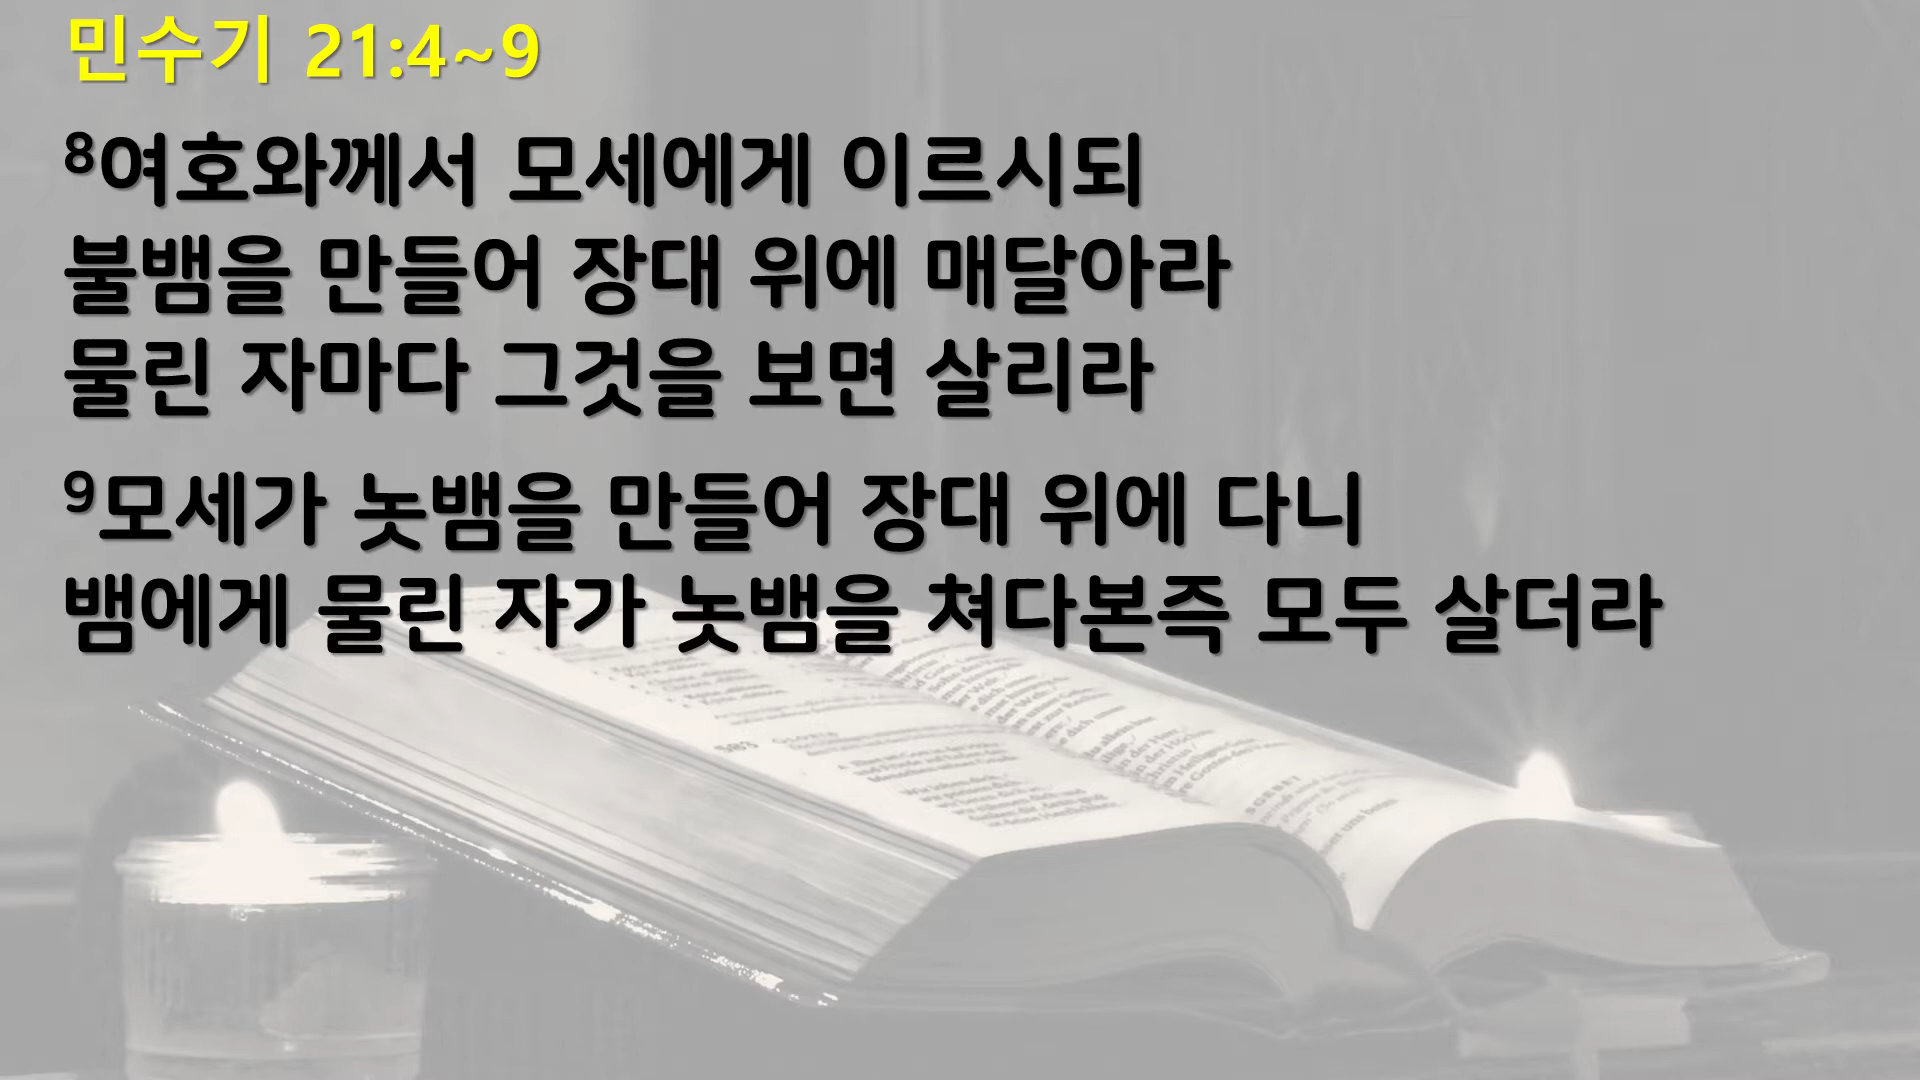 민수기 21:4~9
8여호와께서 모세에게 이르시되
불뱀을 만들어 장대 위에 매달아라
물린 자마다 그것을 보면 살리라
9모세가 놋뱀을 만들어 장대 위에 다니
뱀에게 물린 자가 놋뱀을 쳐다본즉 모두 살더라